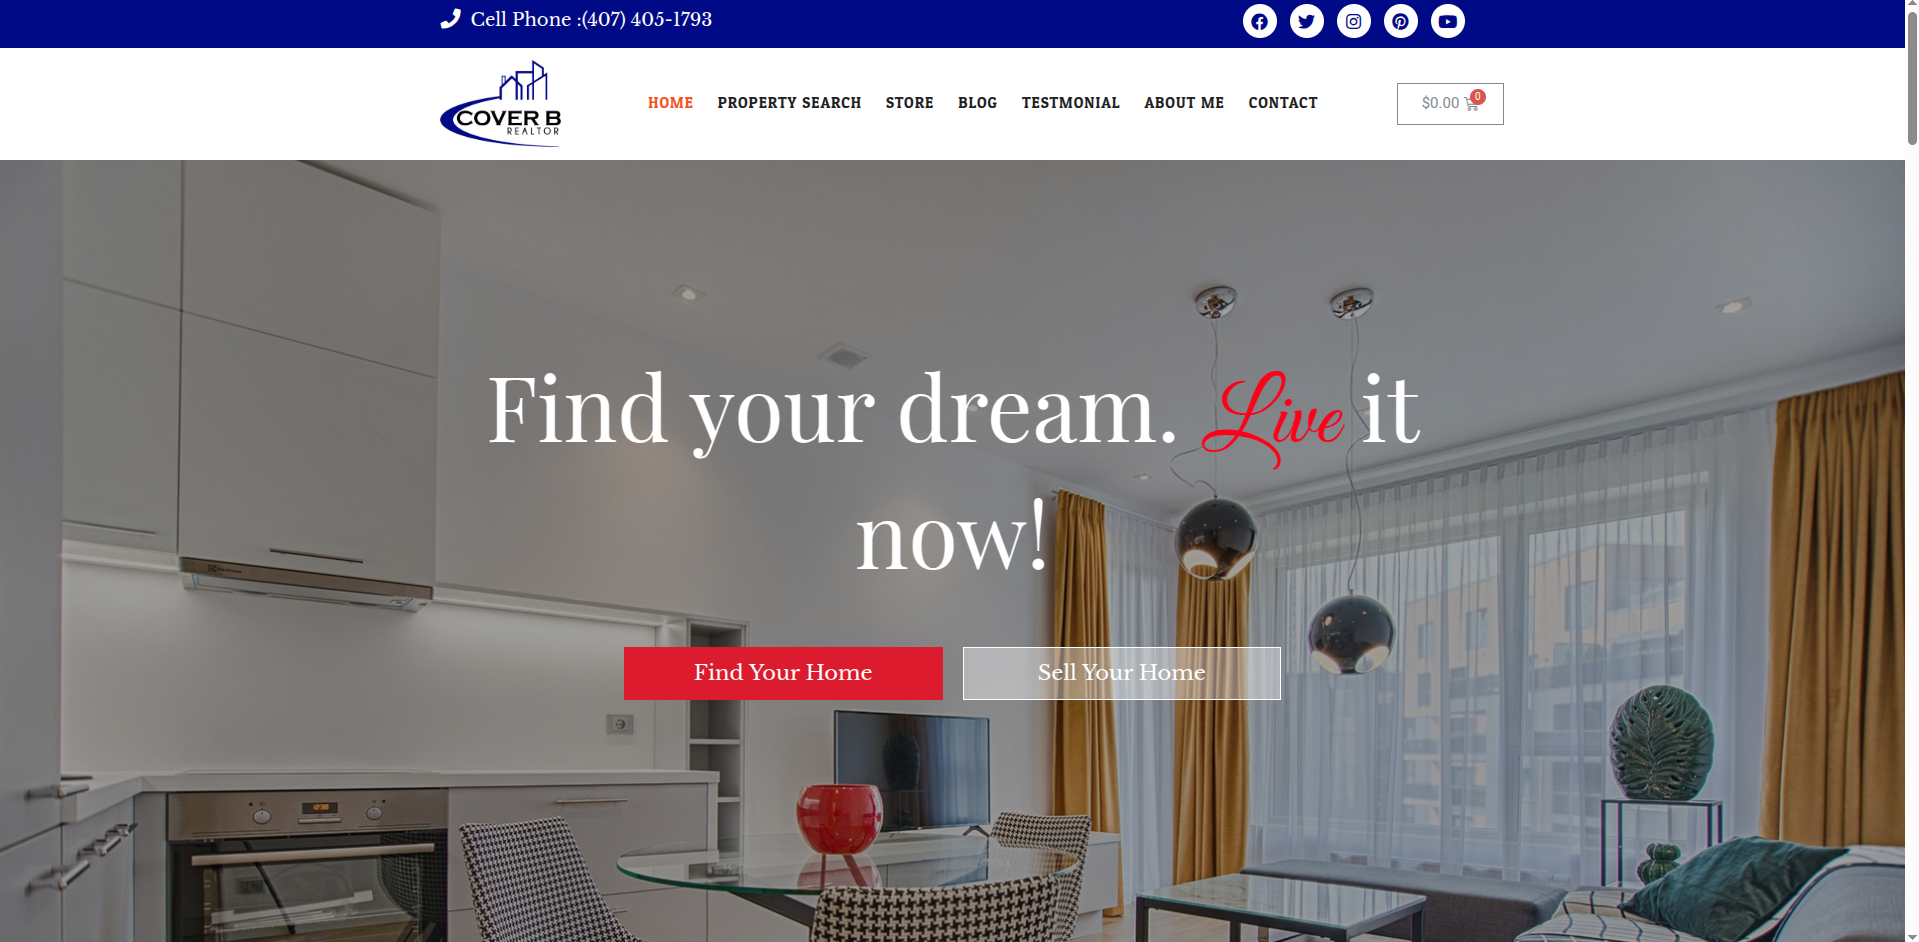 Cell Phone :(407) 405-1793
COVER B
REALTOR
HOME PROPERTY SEARCH STORE BLOG TESTMONIAL ABOUT ME CONTACT
$0.00 0
Find your dream. Live it
now!
Find Your Home Sell Your Home